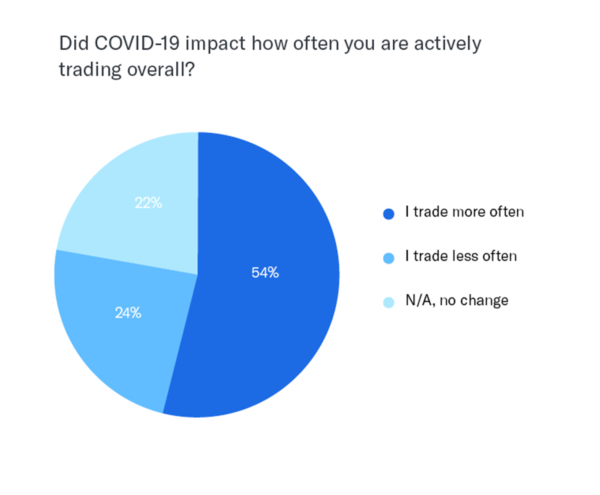 Did COVID-19 impact how often you are actively
trading overall?
22%
54%
24%
I trade more often
I trade less often
N/A, no change